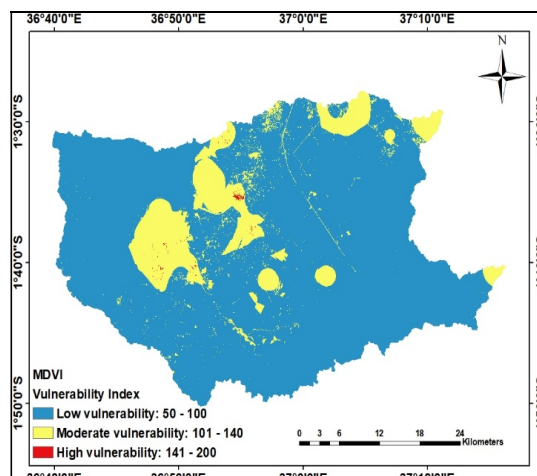 36°40'0"E 36°50'0"E 37°0'0"E 37°10'0"E
N
1°30'0"S
1°40'0"S
1°50'0"S
MDVI
Vulnerability Index
Low vulnerability: 50 - 100
Moderate vulnerability: 101 - 140
High vulnerability: 141 - 200
0 3 6 12 18 24
Kilometers